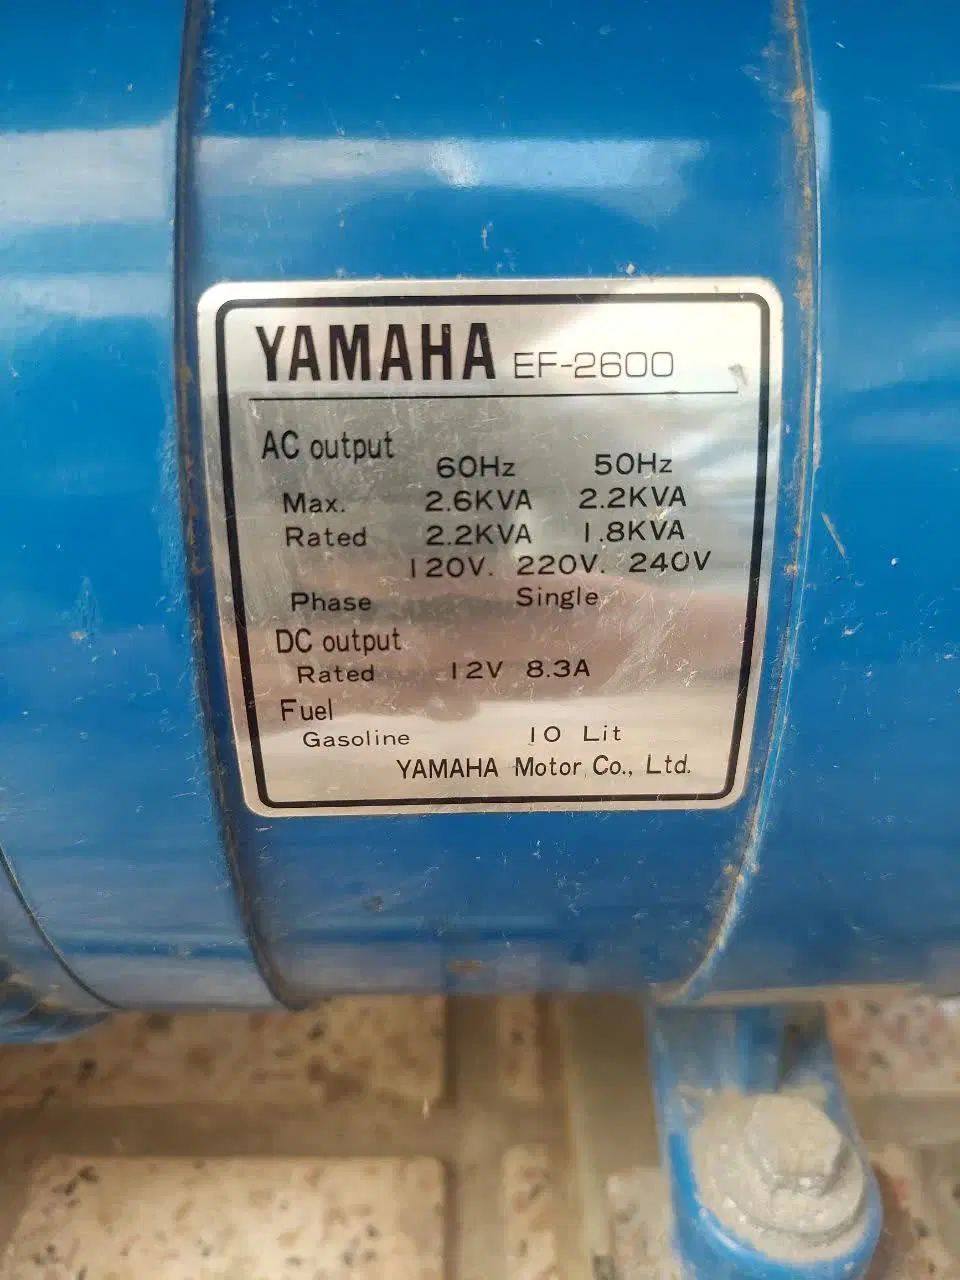 YAMAHA EF-2600
AC output
60Hz 50Hz
Max. 2.6KVA 2.2KVA
Rated 2.2KVA 1.8KVA
120V. 220V. 240V
Phase Single
DC output
Rated 12V 8.3A
Fuel
Gasoline 10 Lit
YAMAHA Motor Co., Ltd.